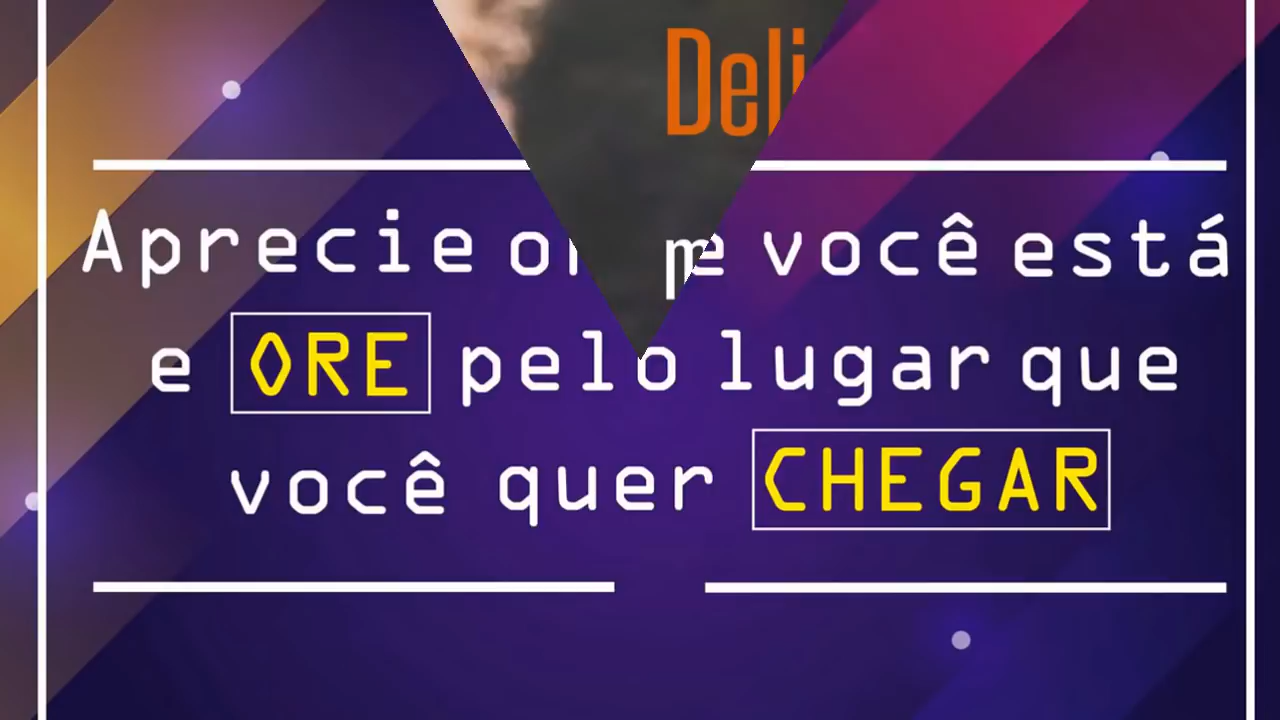 Deli
Aprecie você está
e ORE pelo lugar que
você quer CHEGAR